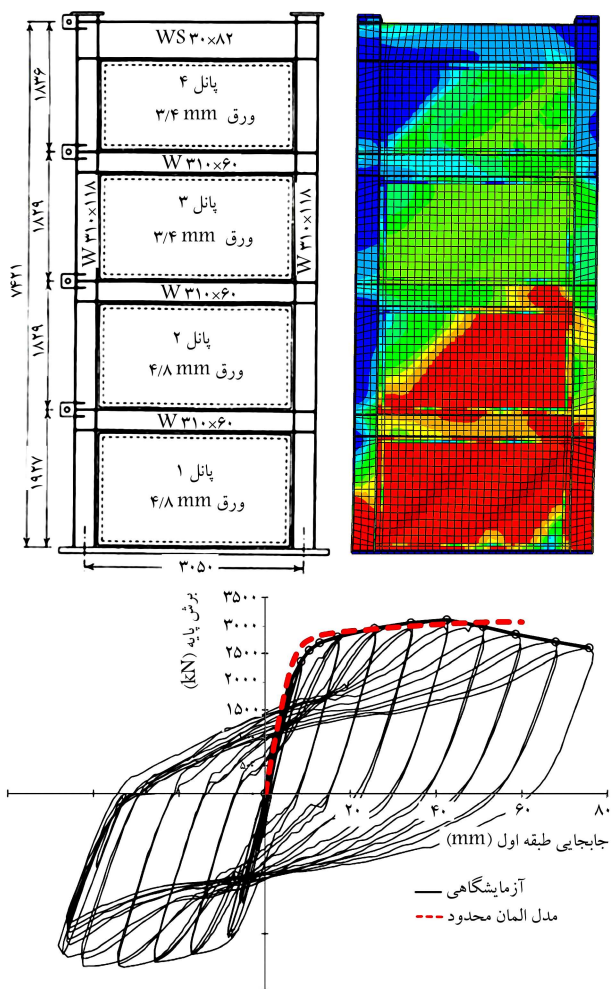 WS ۳۰×۸۲
پانل ۴
ورق ۳/۴ mm
W ۳۱۰×۶۰
پانل ۳
ورق ۳/۴ mm
W ۳۱۰×۱۱۸
W ۳۱۰×۱۱۸
W ۳۱۰×۶۰
پانل ۲
ورق ۴/۸ mm
W ۳۱۰×۶۰
پانل ۱
ورق ۴/۸ mm
۱۸۳۶
۱۸۲۹
۱۸۲۹
۱۹۲۷
۷۴۲۱
۳۰۵۰
برش پایه (kN)
۳۵۰۰
۳۰۰۰
۲۵۰۰
۲۰۰۰
۱۵۰۰
۲۰
۴۰
۶۰
۸۰
جابجایی طبقه اول (mm)
آزمایشگاهی
مدل المان محدود